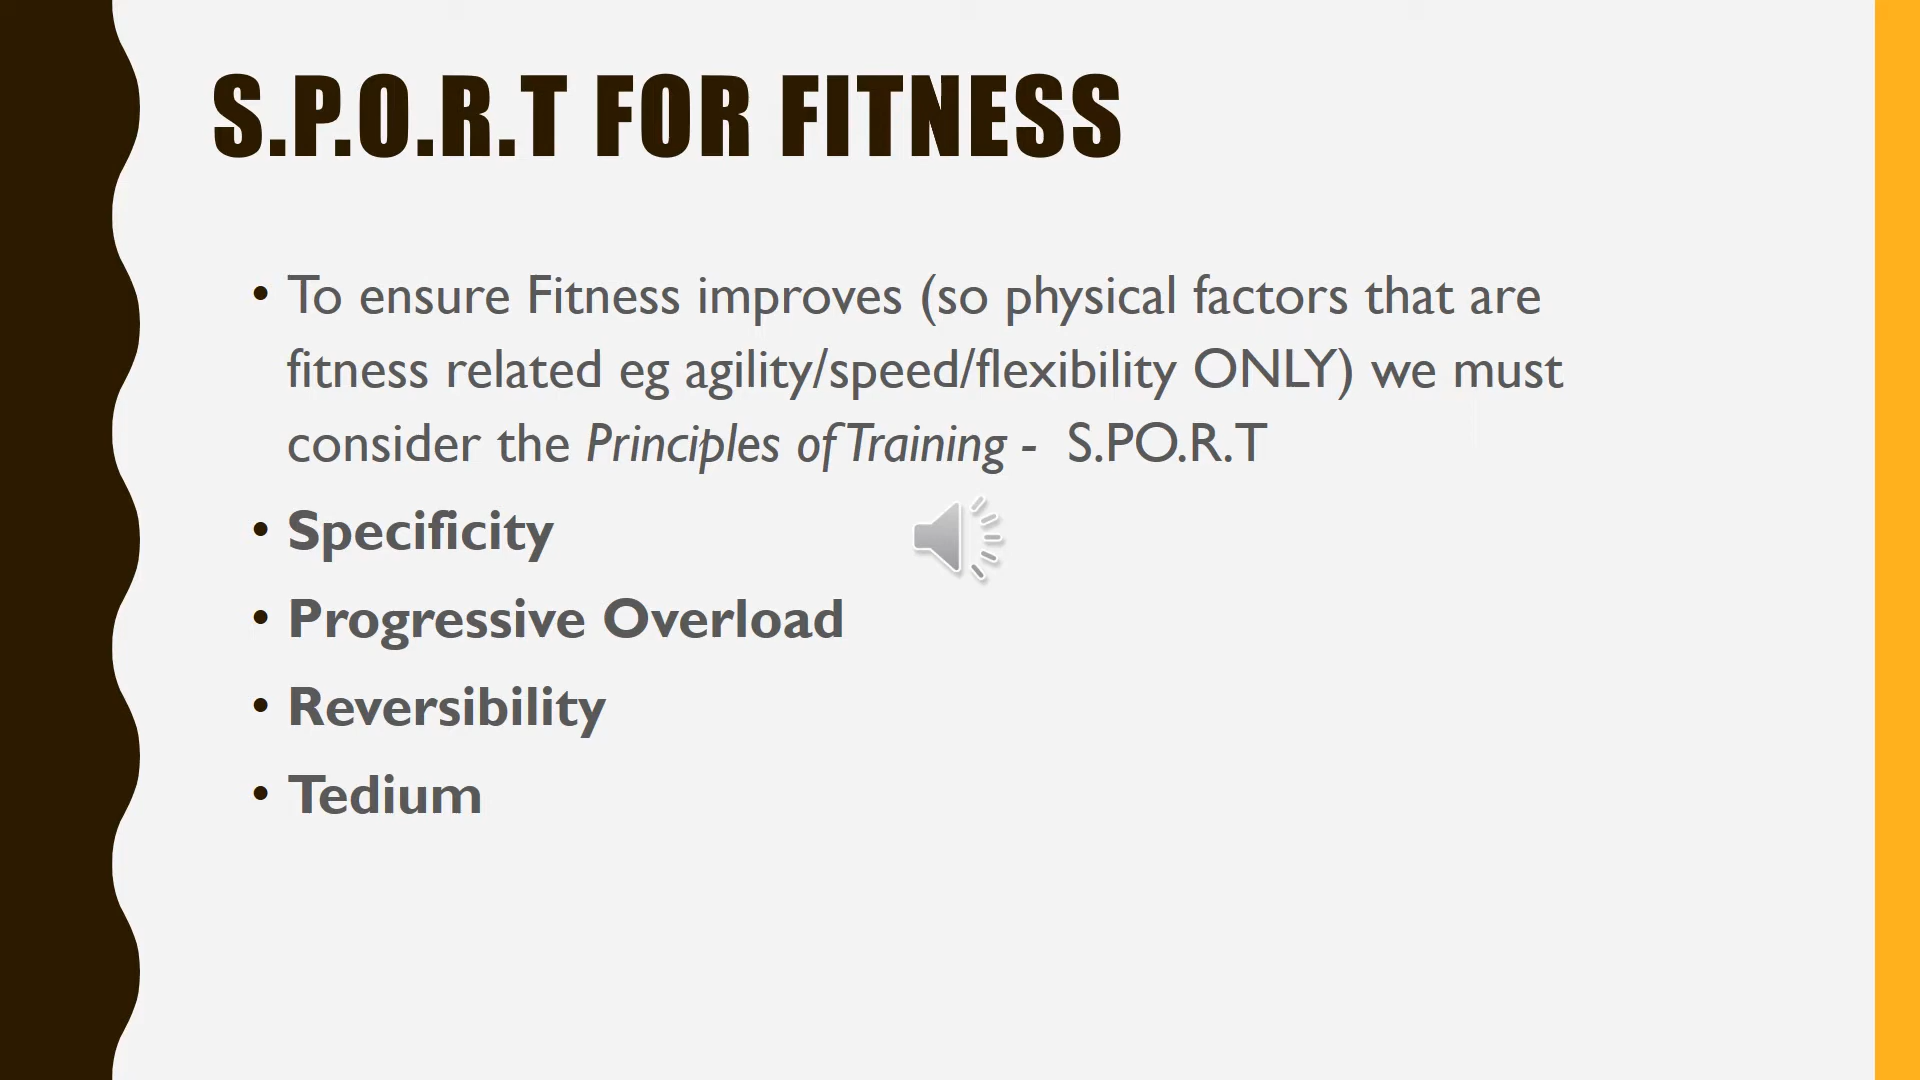 S.P.O.R.T FOR FITNESS
• To ensure Fitness improves (so physical factors that are
fitness related eg agility/speed/flexibility ONLY) we must
consider the Principles of Training - S.PO.R.T
• Specificity
• Progressive Overload
• Reversibility
• Tedium